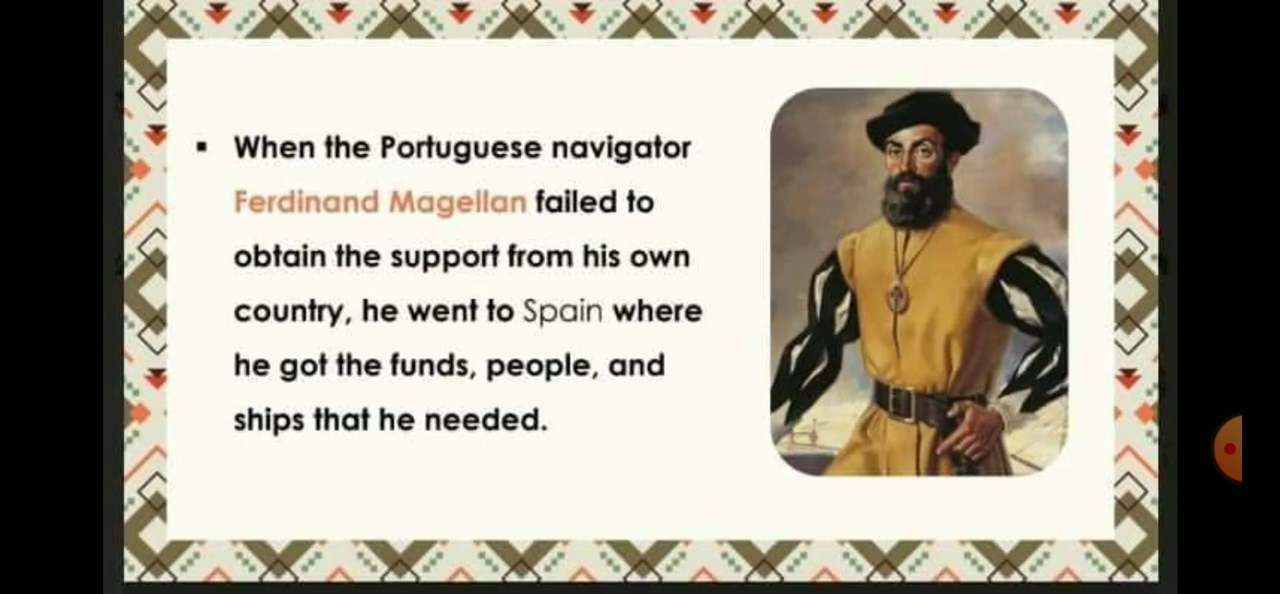 ▪ When the Portuguese navigator
Ferdinand Magellan failed to
obtain the support from his own
country, he went to Spain where
he got the funds, people, and
ships that he needed.